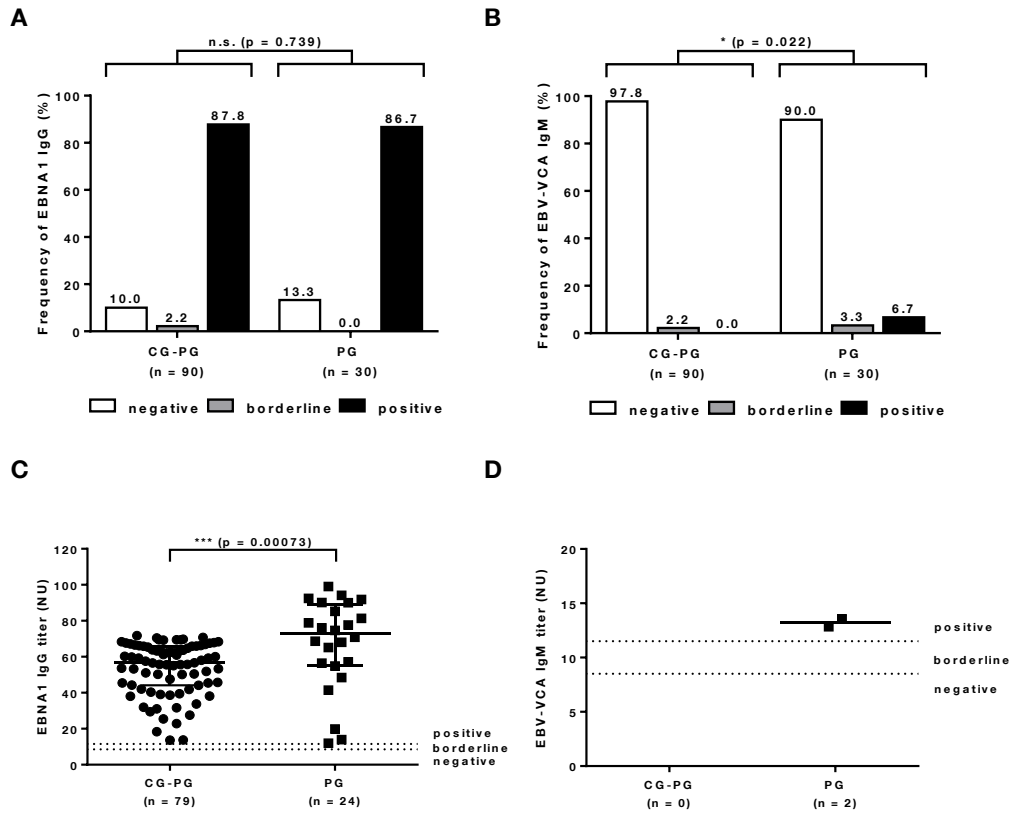 A
n.s. (p = 0.739)
Frequency of EBNA1 IgG (%)
100
80
60
40
20
0
10.0
2.2
87.8
13.3
0.0
86.7
CG-PG
(n = 90)
PG
(n = 30)
negative
borderline
positive
B
* (p = 0.022)
Frequency of EBV-VCA IgM (%)
100
80
60
40
20
0
97.8
2.2
0.0
90.0
3.3
6.7
CG-PG
(n = 90)
PG
(n = 30)
negative
borderline
positive
C
*** (p = 0.00073)
EBNA1 IgG titer (NU)
120
100
80
60
40
20
0
positive
borderline
negative
CG-PG
(n = 79)
PG
(n = 24)
D
EBV-VCA IgM titer (NU)
20
15
10
5
0
positive
borderline
negative
CG-PG
(n = 0)
PG
(n = 2)